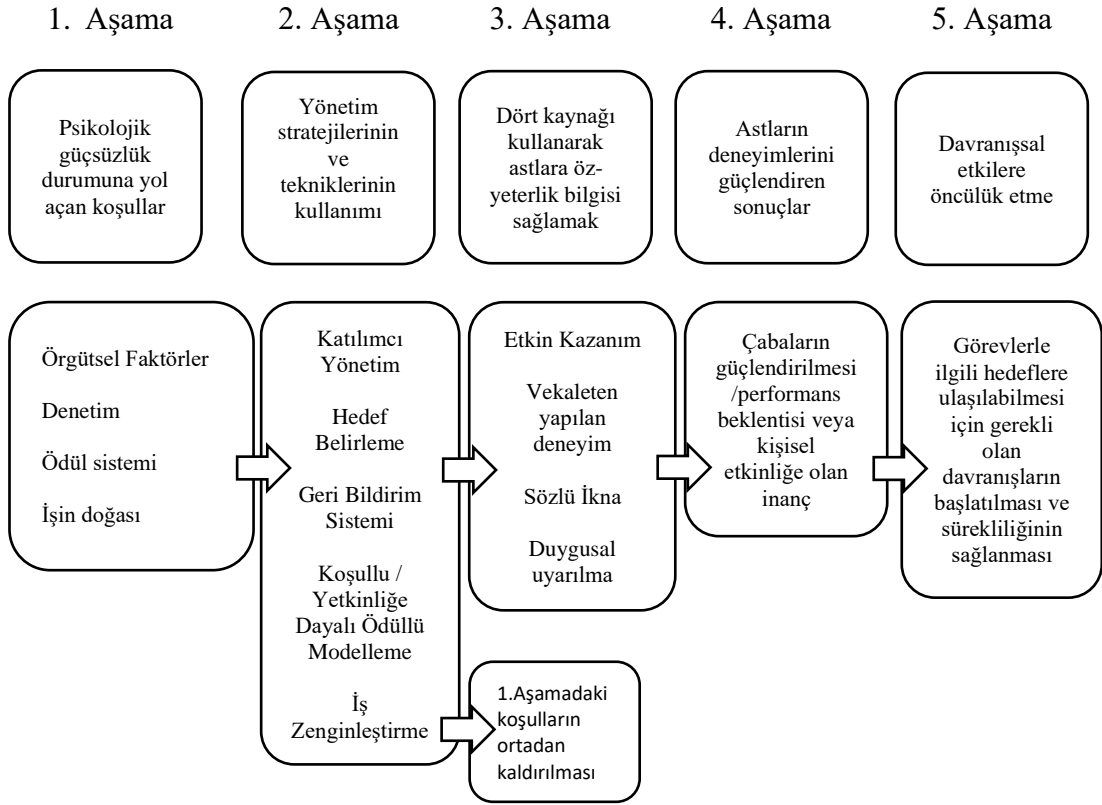 1. Aşama
2. Aşama
3. Aşama
4. Aşama
5. Aşama
Psikolojik
güçsüzlük
durumuna yol
açan koşullar
Yönetim
stratejilerinin
ve
tekniklerinin
kullanımı
Dört kaynağı
kullanarak
astlara öz-
yeterlik bilgisi
sağlamak
Astların
deneyimlerini
güçlendiren
sonuçlar
Davranışsal
etkilere
öncülük etme
Örgütsel Faktörler
Denetim
Ödül sistemi
İşin doğası
Katılımcı
Yönetim
Hedef
Belirleme
Geri Bildirim
Sistemi
Koşullu /
Yetkinliğe
Dayalı Ödüllü
Modelleme
İş
Zenginleştirme
Etkin Kazanım
Vekaleten
yapılan
deneyim
Sözlü İkna
Duygusal
uyarılma
1.Aşamadaki
koşulların
ortadan
kaldırılması
Çabaların
güçlendirilmesi
/performans
beklentisi veya
kişisel
etkinliğe olan
inanç
Görevlerle
ilgili hedeflere
ulaşılabilmesi
için gerekli
olan
davranışların
başlatılması ve
sürekliliğinin
sağlanması